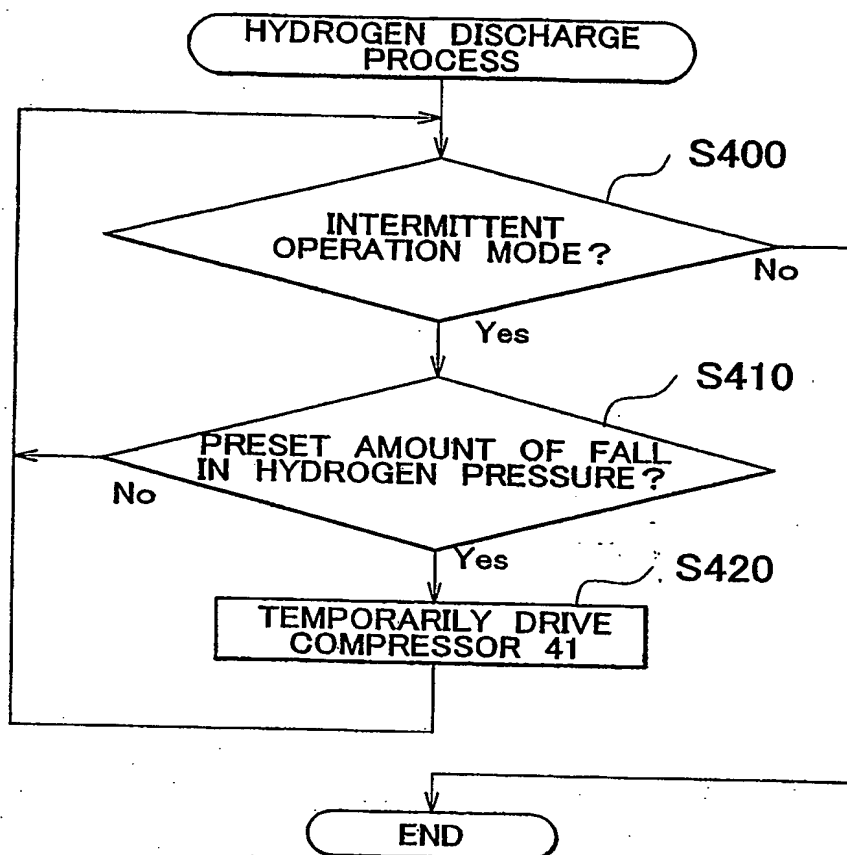 HYDROGEN DISCHARGE
PROCESS
S400
INTERMITTENT
OPERATION MODE?
No
Yes
S410
PRESET AMOUNT OF FALL
IN HYDROGEN PRESSURE?
No
Yes
S420
TEMPORARILY DRIVE
COMPRESSOR 41
END